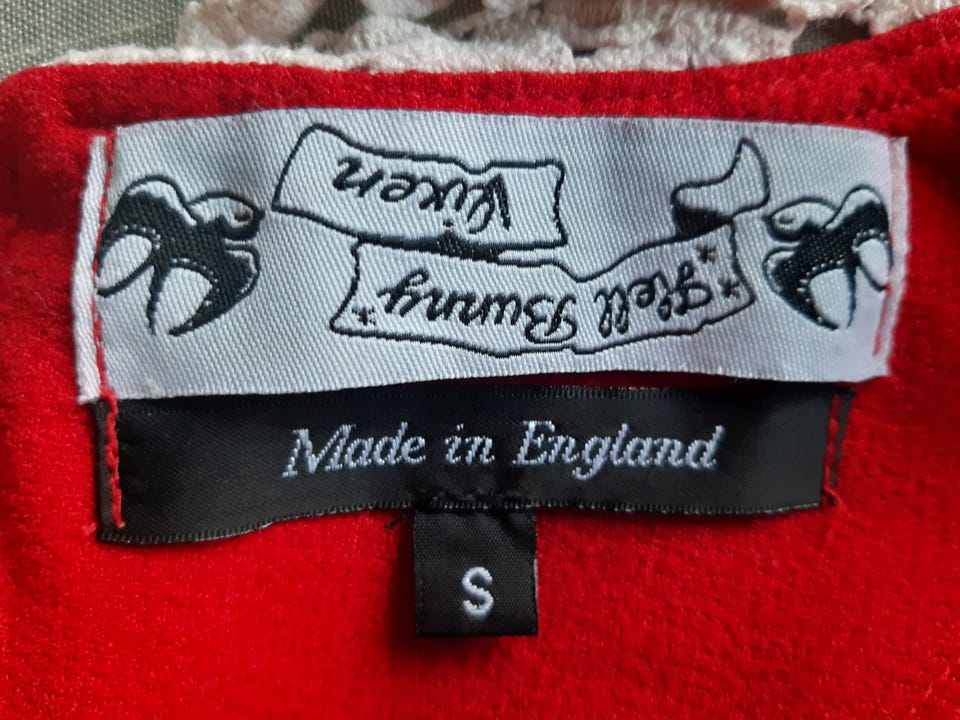 *Hell Bunny*
Vixen
Made in England
S